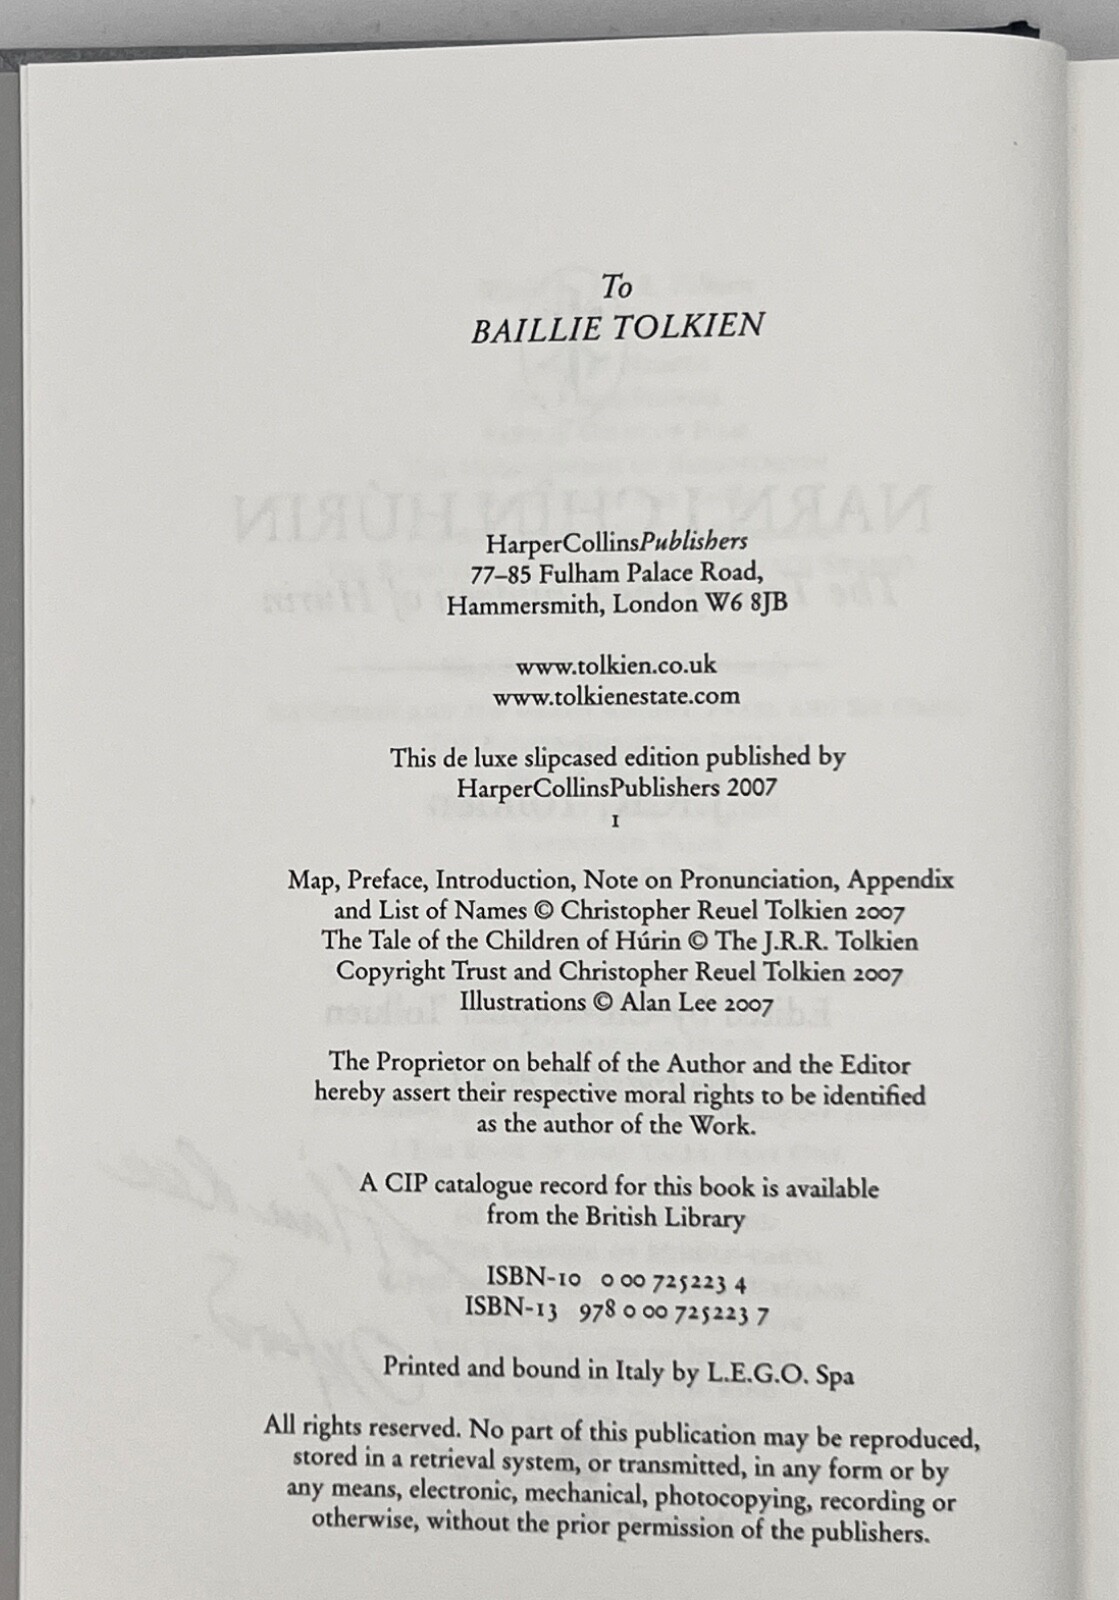 To
BAILLIE TOLKIEN
HarperCollinsPublishers
77–85 Fulham Palace Road,
Hammersmith, London W6 8JB
www.tolkien.co.uk
www.tolkienestate.com
This de luxe slipcased edition published by
HarperCollinsPublishers 2007
1
Map, Preface, Introduction, Note on Pronunciation, Appendix
and List of Names © Christopher Reuel Tolkien 2007
The Tale of the Children of Húrin © The J.R.R. Tolkien
Copyright Trust and Christopher Reuel Tolkien 2007
Illustrations © Alan Lee 2007
The Proprietor on behalf of the Author and the Editor
hereby assert their respective moral rights to be identified
as the author of the Work.
A CIP catalogue record for this book is available
from the British Library
ISBN-10 0 00 725223 4
ISBN-13 978 0 00 725223 7
Printed and bound in Italy by L.E.G.O. Spa
All rights reserved. No part of this publication may be reproduced,
stored in a retrieval system, or transmitted, in any form or by
any means, electronic, mechanical, photocopying, recording or
otherwise, without the prior permission of the publishers.